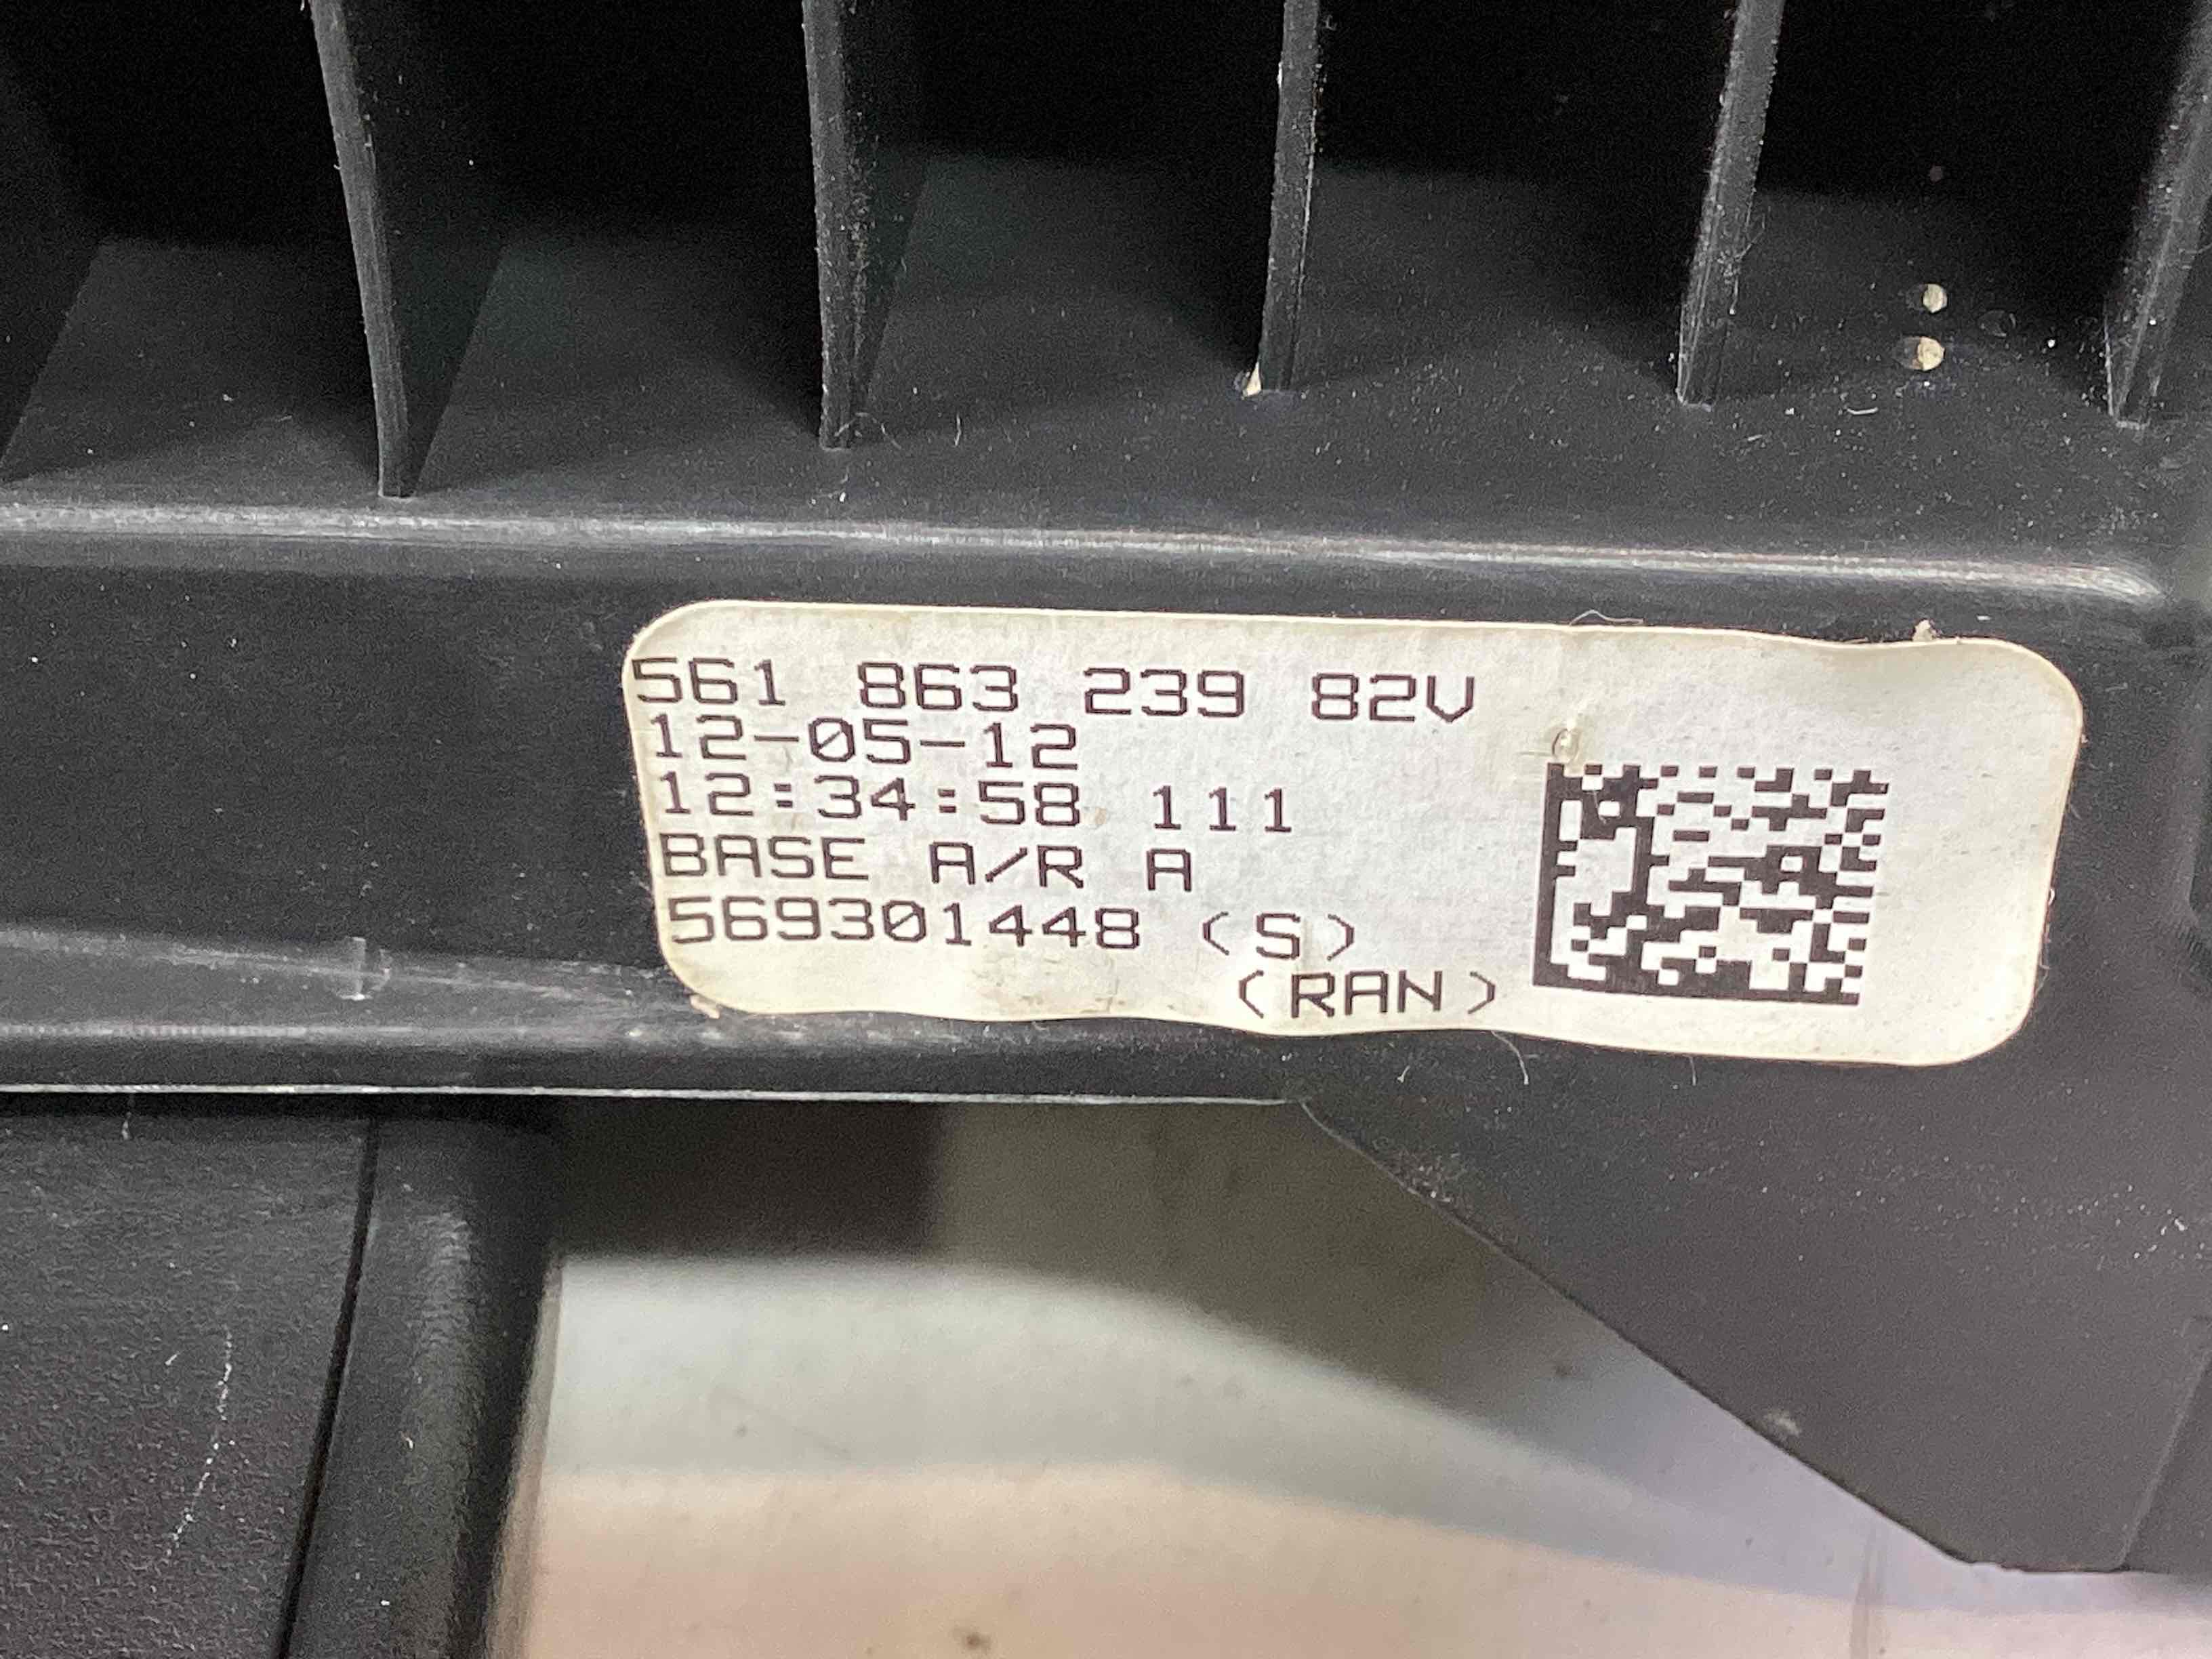 561 863 239 82V
12-05-12
12:34:58 111
BASE A/R A
569301448 (S)
(RAN)